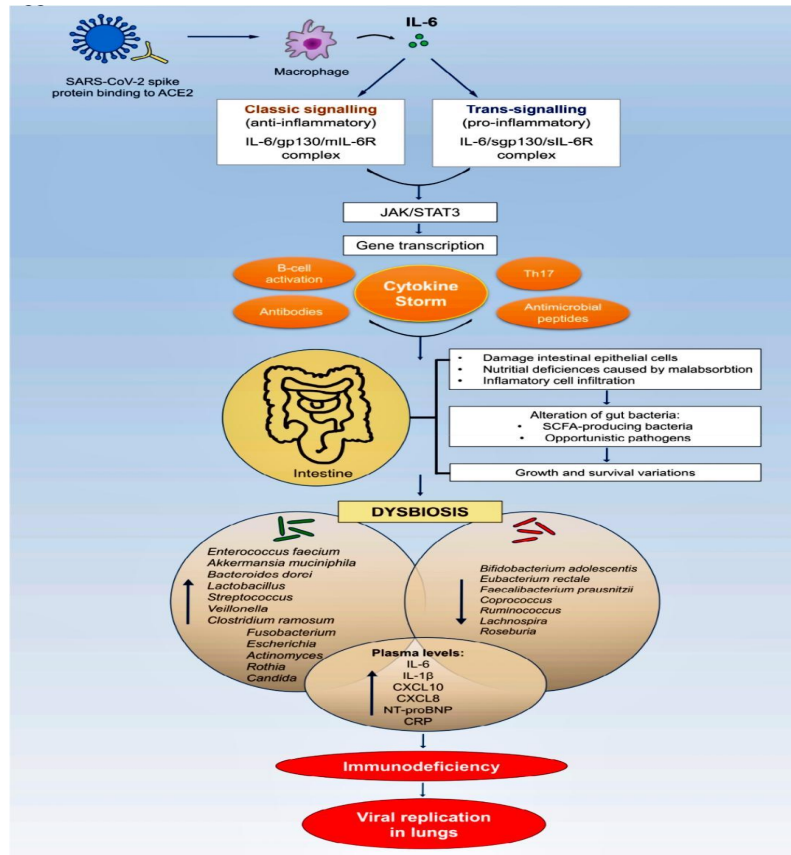 IL-6
Macrophage
SARS-CoV-2 spike
protein binding to ACE2
Classic signalling
(anti-inflammatory)
IL-6/gp130/mIL-6R
complex
Trans-signalling
(pro-inflammatory)
IL-6/sgp130/sIL-6R
complex
JAK/STAT3
Gene transcription
B-cell
activation
Th17
Cytokine
Storm
Antibodies
Antimicrobial
peptides
• Damage intestinal epithelial cells
• Nutritial deficiences caused by malabsorbtion
• Inflamatory cell infiltration
Alteration of gut bacteria:
• SCFA-producing bacteria
• Opportunistic pathogens
Growth and survival variations
Intestine
DYSBIOSIS
Enterococcus faecium
Akkermansia muciniphila
Bacteroides dorei
Lactobacillus
Streptococcus
Veillonella
Clostridium ramosum
Fusobacterium
Escherichia
Actinomyces
Rothia
Candida
Bifidobacterium adolescentis
Eubacterium rectale
Faecalibacterium prausnitzii
Coprococcus
Ruminococcus
Lachnospira
Roseburia
Plasma levels:
IL-6
IL-1β
CXCL10
CXCL8
NT-proBNP
CRP
Immunodeficiency
Viral replication
in lungs